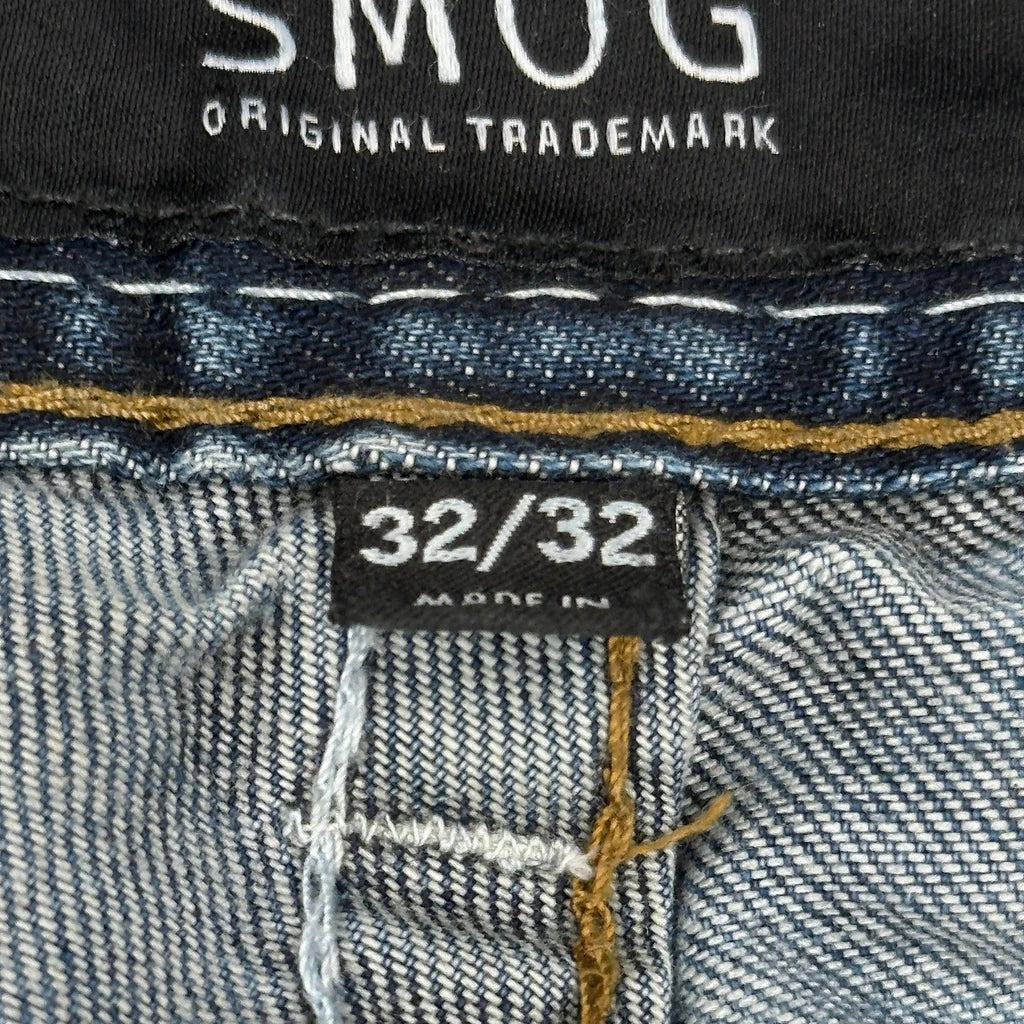 SMOG
ORIGINAL TRADEMARK
32/32
MADE IN